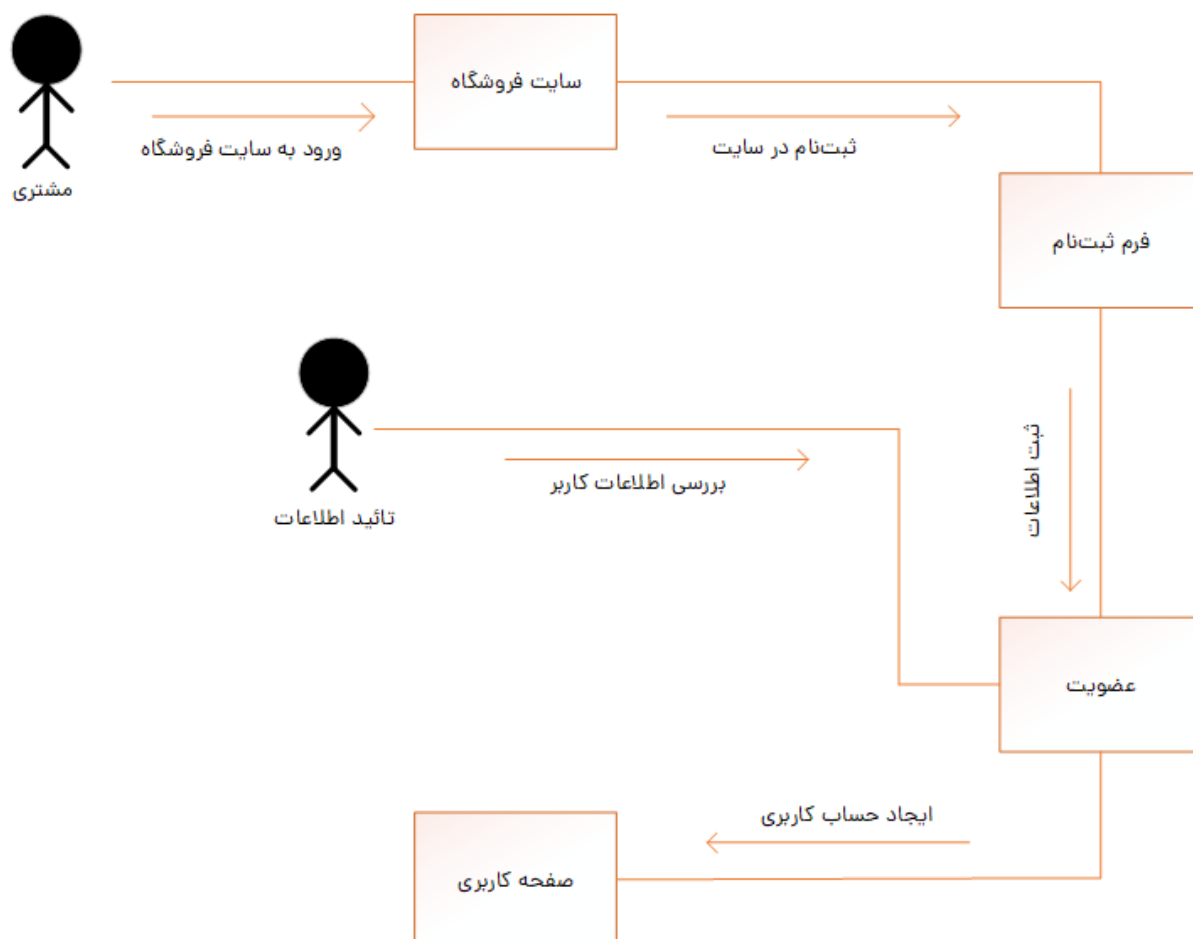 سایت فروشگاه
ورود به سایت فروشگاه
ثبت‌نام در سایت
مشتری
فرم ثبت‌نام
بررسی اطلاعات کاربر
ثبت اطلاعات
تائید اطلاعات
عضویت
ایجاد حساب کاربری
صفحه کاربری